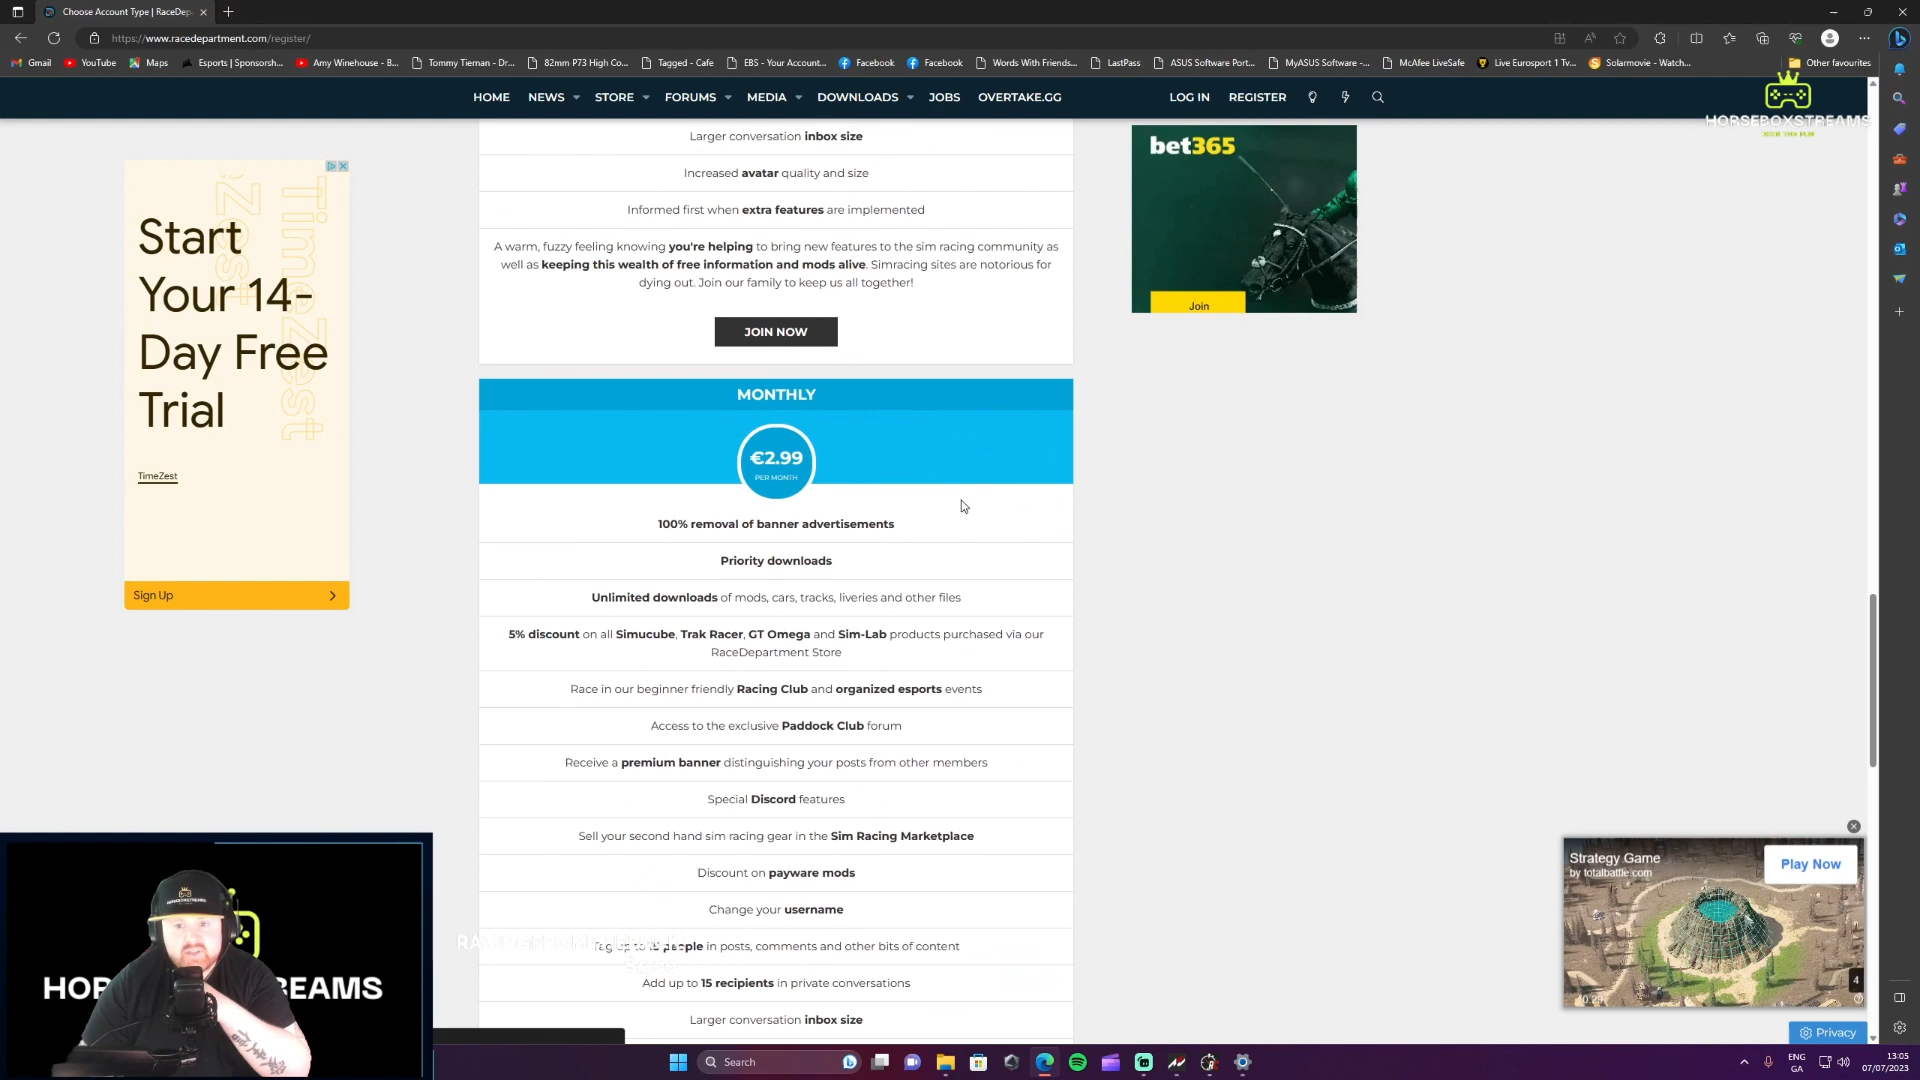 Choose Account Type | RaceDep
https://www.racedepartment.com/register/
Gmail YouTube Maps Esports | Sponsorsh... Amy Winehouse - B... Tommy Tiernan - Dr... 82mm P73 High Co... Tagged - Cafe EBS - Your Account... Facebook Facebook Words With Friends... LastPass ASUS Software Port... MyASUS Software -... McAfee LiveSafe Live Eurosport 1 Tv... Solarmovie - Watch... Other favourites
HOME NEWS STORE FORUMS MEDIA DOWNLOADS JOBS OVERTAKE.GG LOG IN REGISTER
HORSEBOXSTREAMS
Larger conversation inbox size
Increased avatar quality and size
Informed first when extra features are implemented
A warm, fuzzy feeling knowing you're helping to bring new features to the sim racing community as
well as keeping this wealth of free information and mods alive. Simracing sites are notorious for
dying out. Join our family to keep us all together!
JOIN NOW
MONTHLY
€2.99
PER MONTH
100% removal of banner advertisements
Priority downloads
Unlimited downloads of mods, cars, tracks, liveries and other files
5% discount on all Simucube, Trak Racer, GT Omega and Sim-Lab products purchased via our
RaceDepartment Store
Race in our beginner friendly Racing Club and organized esports events
Access to the exclusive Paddock Club forum
Receive a premium banner distinguishing your posts from other members
Special Discord features
Sell your second hand sim racing gear in the Sim Racing Marketplace
Discount on payware mods
Change your username
people in posts, comments and other bits of content
Add up to 15 recipients in private conversations
Larger conversation inbox size
Start
Your 14-
Day Free
Trial
TimeZest
TimeZest
TimeZest
Sign Up
bet365
Join
Strategy Game
by totalbattle.com
Play Now
4
Privacy
HOR
STREAMS
Search
ENG
GA
13:05
07/07/2023